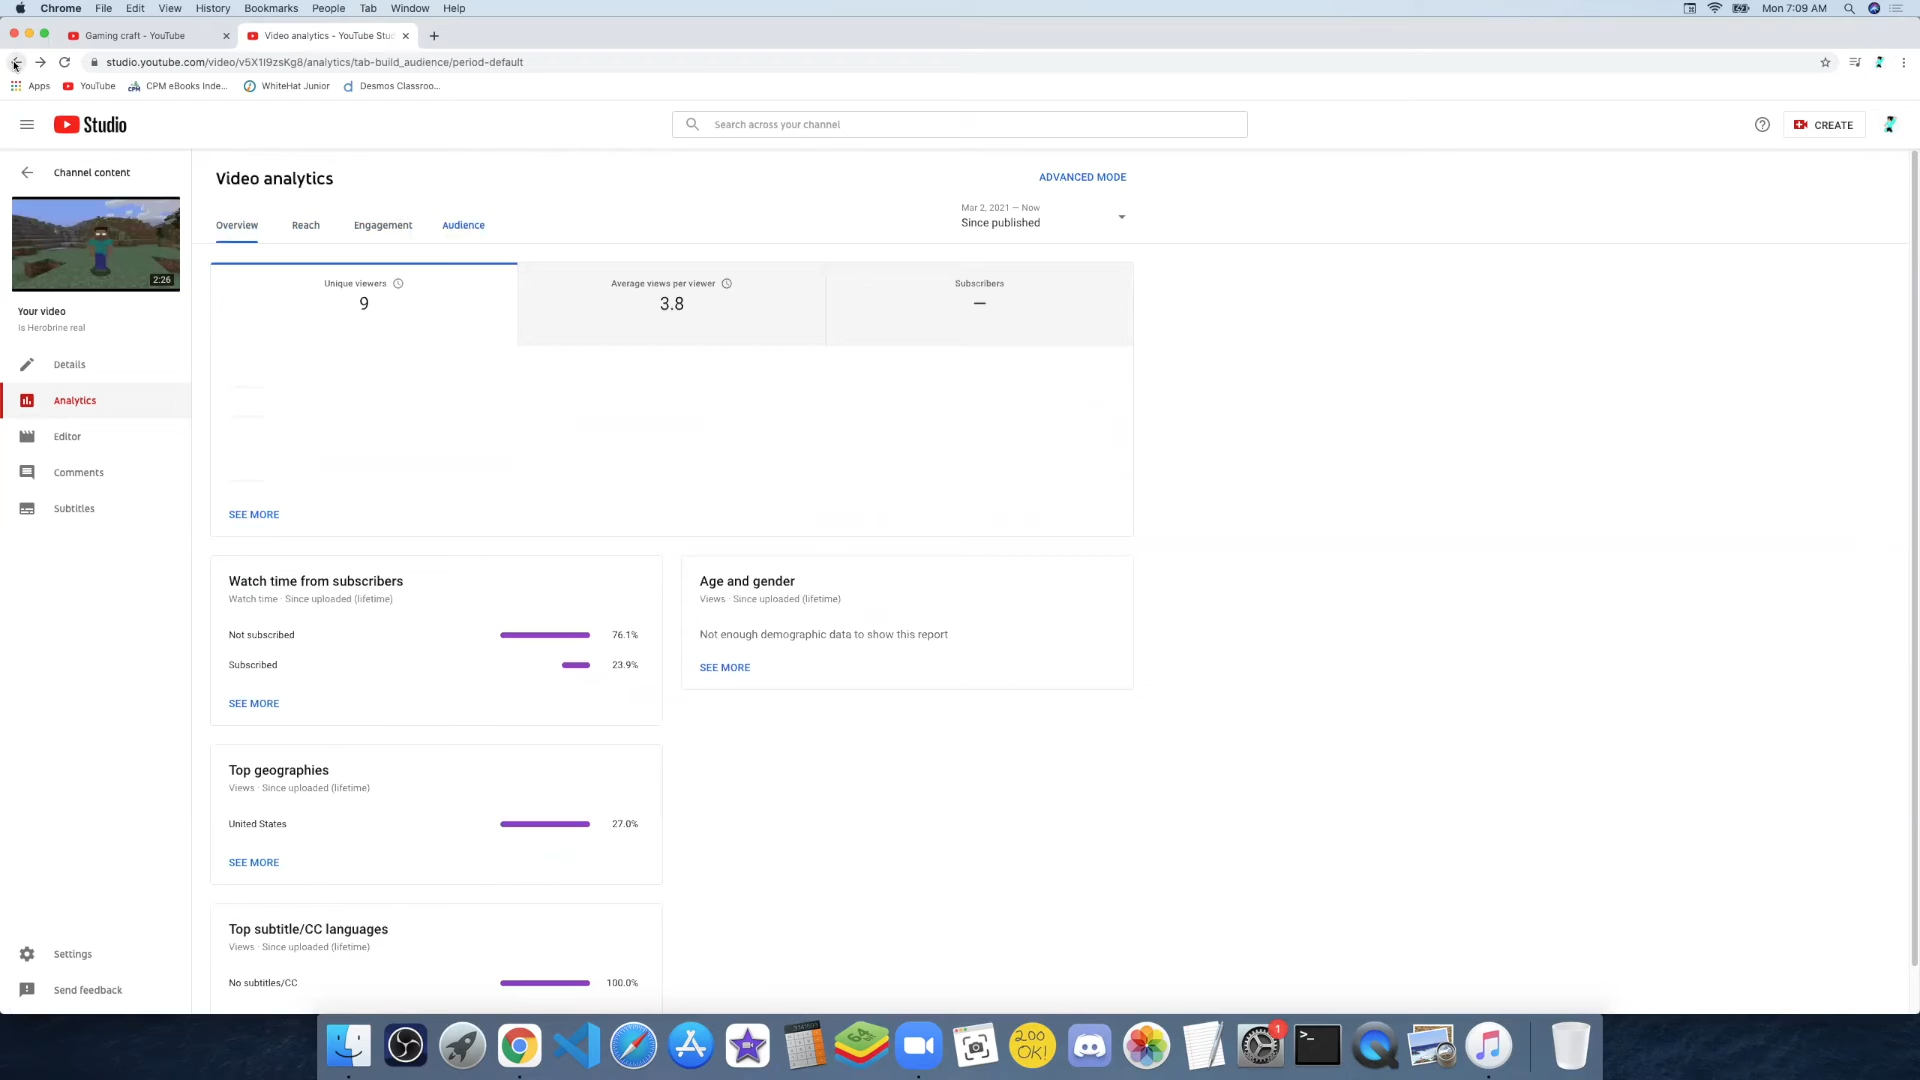 Chrome File Edit View History Bookmarks People Tab Window Help
Mon 7:09 AM
Gaming craft - YouTube
Video analytics - YouTube Stu
studio.youtube.com/video/v5X1I9zsKg8/analytics/tab-build_audience/period-default
Apps YouTube CPM eBooks Inde... WhiteHat Junior Desmos Classroo...
Studio
Search across your channel
CREATE
Channel content
2:26
Your video
Is Herobrine real
Details
Analytics
Editor
Comments
Subtitles
Settings
Send feedback
Video analytics
ADVANCED MODE
Overview Reach Engagement Audience
Mar 2, 2021 – Now
Since published
Unique viewers
9
Average views per viewer
3.8
Subscribers
—
SEE MORE
Watch time from subscribers
Watch time · Since uploaded (lifetime)
Not subscribed 76.1%
Subscribed 23.9%
SEE MORE
Age and gender
Views · Since uploaded (lifetime)
Not enough demographic data to show this report
SEE MORE
Top geographies
Views · Since uploaded (lifetime)
United States 27.0%
SEE MORE
Top subtitle/CC languages
Views · Since uploaded (lifetime)
No subtitles/CC 100.0%
64
200
OK!
1